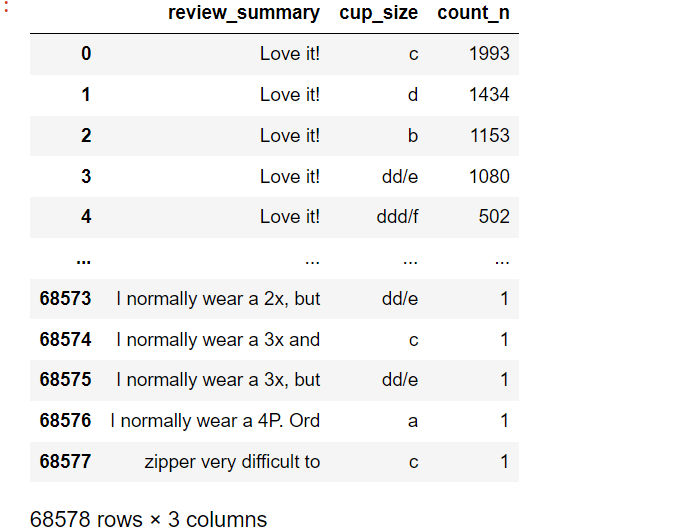 :
review_summary cup_size count_n
0 Love it! c 1993
1 Love it! d 1434
2 Love it! b 1153
3 Love it! dd/e 1080
4 Love it! ddd/f 502
... ... ... ...
68573 I normally wear a 2x, but dd/e 1
68574 I normally wear a 3x and c 1
68575 I normally wear a 3x, but dd/e 1
68576 I normally wear a 4P. Ord a 1
68577 zipper very difficult to c 1
68578 rows × 3 columns